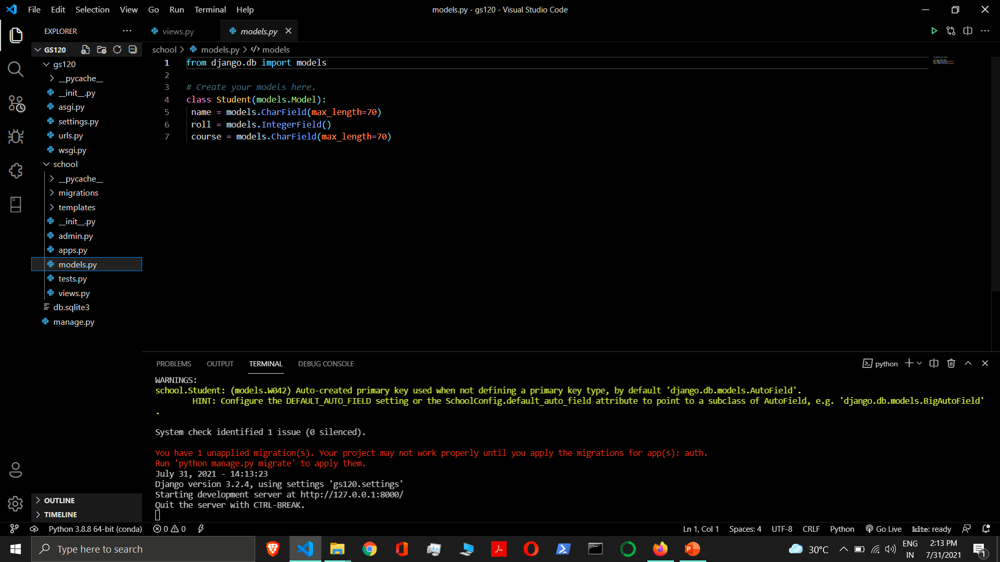 File Edit Selection View Go Run Terminal Help
models.py - gs120 - Visual Studio Code
EXPLORER
views.py
models.py
GS120
school > models.py > models
gs120
__pycache__
__init__.py
asgi.py
settings.py
urls.py
wsgi.py
school
__pycache__
migrations
templates
__init__.py
admin.py
apps.py
models.py
tests.py
views.py
db.sqlite3
manage.py
OUTLINE
TIMELINE
1 from django.db import models
2
3 # Create your models here.
4 class Student(models.Model):
5 name = models.CharField(max_length=70)
6 roll = models.IntegerField()
7 course = models.CharField(max_length=70)
PROBLEMS OUTPUT TERMINAL DEBUG CONSOLE
python
WARNINGS:
school.Student: (models.W042) Auto-created primary key used when not defining a primary key type, by default 'django.db.models.AutoField'.
HINT: Configure the DEFAULT_AUTO_FIELD setting or the SchoolConfig.default_auto_field attribute to point to a subclass of AutoField, e.g. 'django.db.models.BigAutoField'
.
System check identified 1 issue (0 silenced).
You have 1 unapplied migration(s). Your project may not work properly until you apply the migrations for app(s): auth.
Run 'python manage.py migrate' to apply them.
July 31, 2021 - 14:13:23
Django version 3.2.4, using settings 'gs120.settings'
Starting development server at http://127.0.0.1:8000/
Quit the server with CTRL-BREAK.
Python 3.8.8 64-bit (conda) 0 0
Ln 1, Col 1 Spaces: 4 UTF-8 CRLF Python Go Live kite: ready
Type here to search
30°C
ENG
IN
2:13 PM
7/31/2021
1